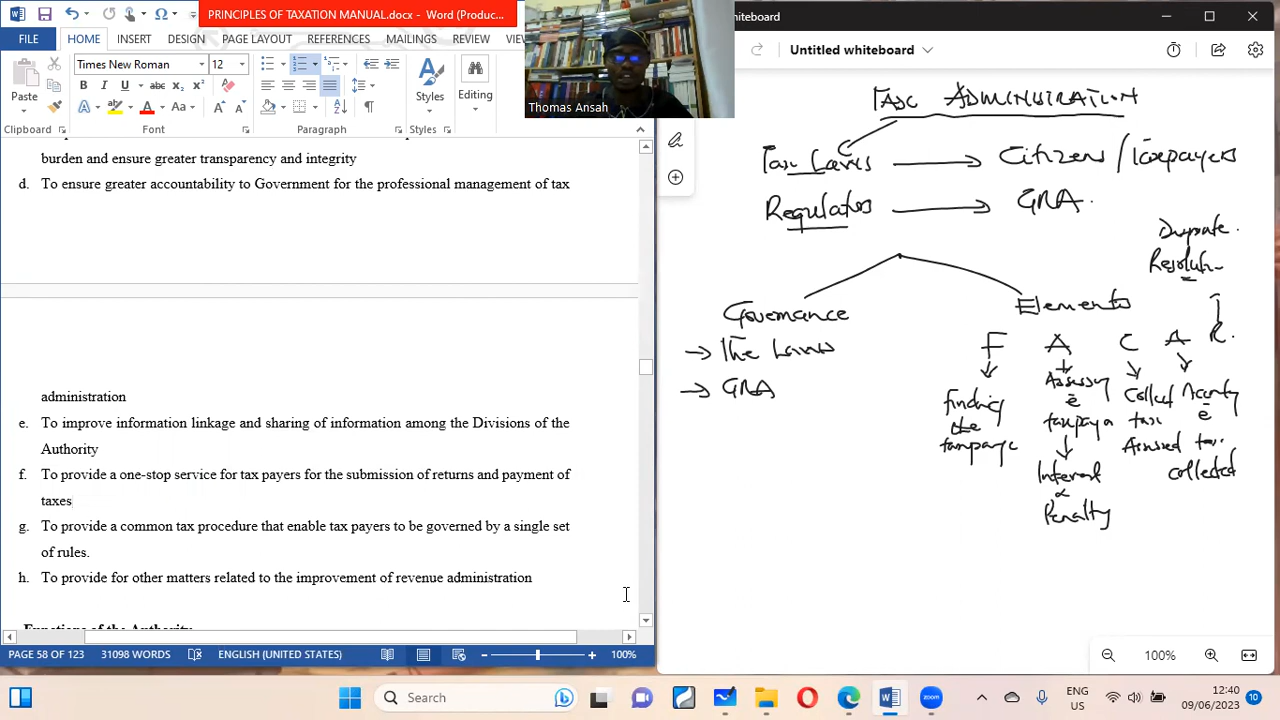 PRINCIPLES OF TAXATION MANUAL.docx - Word (Produc...
FILE
HOME
INSERT
DESIGN
PAGE LAYOUT
REFERENCES
MAILINGS
REVIEW
Times New Roman
12
Paste
Styles
Editing
Clipboard
Font
Paragraph
Styles
Thomas Ansah
burden and ensure greater transparency and integrity
d. To ensure greater accountability to Government for the professional management of tax
administration
e. To improve information linkage and sharing of information among the Divisions of the
Authority
f. To provide a one-stop service for tax payers for the submission of returns and payment of
taxes
g. To provide a common tax procedure that enable tax payers to be governed by a single set
of rules.
h. To provide for other matters related to the improvement of revenue administration
Functions of the Authority
PAGE 58 OF 123
31098 WORDS
ENGLISH (UNITED STATES)
100%
Whiteboard
Untitled whiteboard
TAX ADMINISTRATION
Tax Laws → Citizens / Taxpayers
Regulators → GRA.
Dispute
Resolutn
Governance
→ The Laws
→ GRA
Elements
F A C A R.
Finding
the
taxpayer
Interest
&
Penalty
Collect
tax
Assessed
tax
collected
100%
Search
ENG
US
12:40
09/06/2023
10